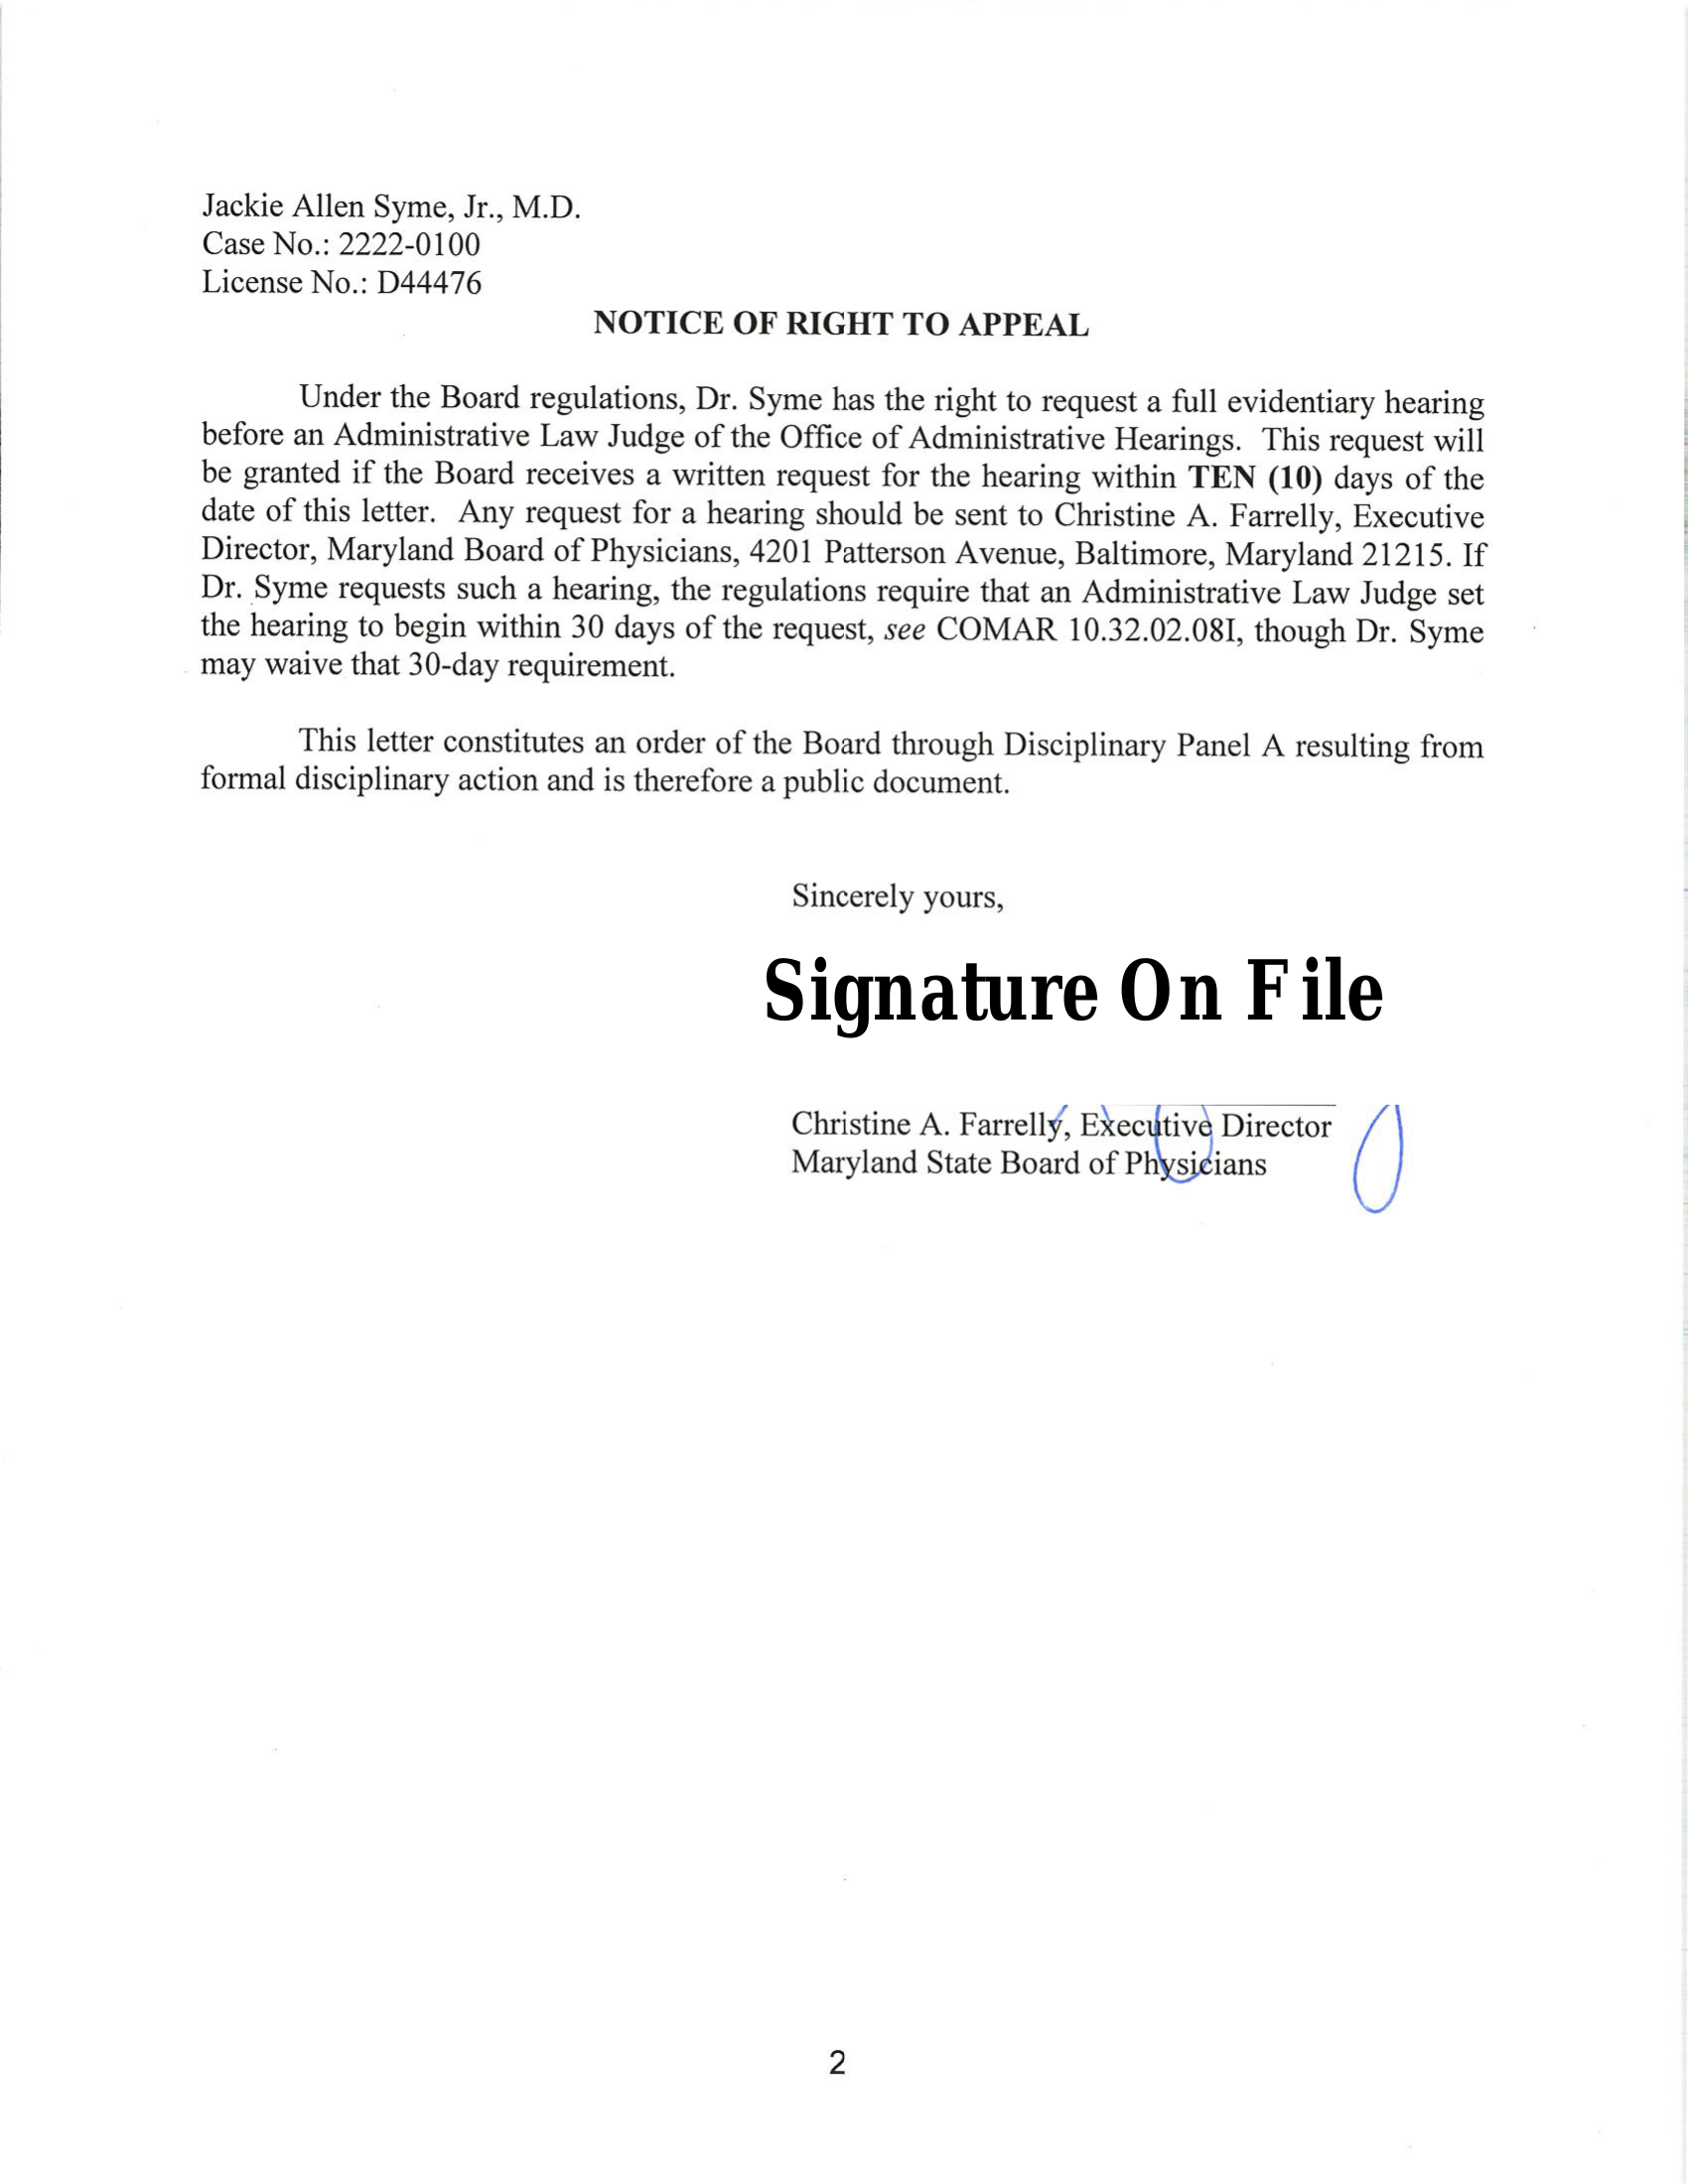 Jackie Allen Syme, Jr., M.D.
Case No.: 2222-0100
License No.: D44476
NOTICE OF RIGHT TO APPEAL
Under the Board regulations, Dr. Syme has the right to request a full evidentiary hearing
before an Administrative Law Judge of the Office of Administrative Hearings. This request will
be granted if the Board receives a written request for the hearing within TEN (10) days of the
date of this letter. Any request for a hearing should be sent to Christine A. Farrelly, Executive
Director, Maryland Board of Physicians, 4201 Patterson Avenue, Baltimore, Maryland 21215. If
Dr. Syme requests such a hearing, the regulations require that an Administrative Law Judge set
the hearing to begin within 30 days of the request, see COMAR 10.32.02.08I, though Dr. Syme
may waive that 30-day requirement.
This letter constitutes an order of the Board through Disciplinary Panel A resulting from
formal disciplinary action and is therefore a public document.
Sincerely yours,
Signature On File
Christine A. Farrelly, Executive Director
Maryland State Board of Physicians
2